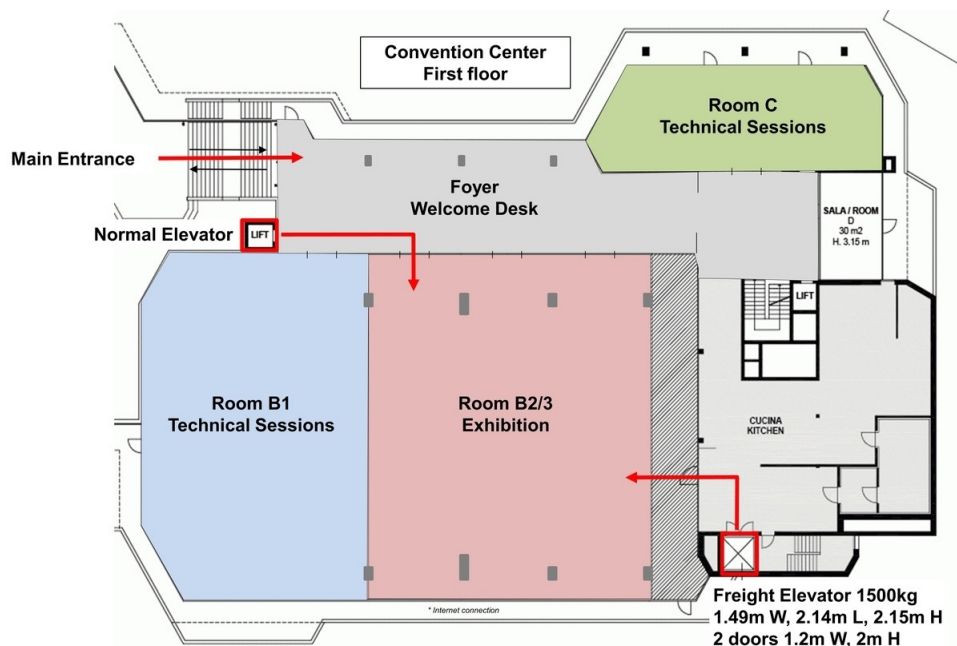 Convention Center
First floor
Room C
Technical Sessions
Main Entrance
Foyer
Welcome Desk
SALA / ROOM
D
30 m2
H. 3.15 m
Normal Elevator
LIFT
LIFT
Room B1
Technical Sessions
Room B2/3
Exhibition
CUCINA
KITCHEN
* Internet connection
Freight Elevator 1500kg
1.49m W, 2.14m L, 2.15m H
2 doors 1.2m W, 2m H